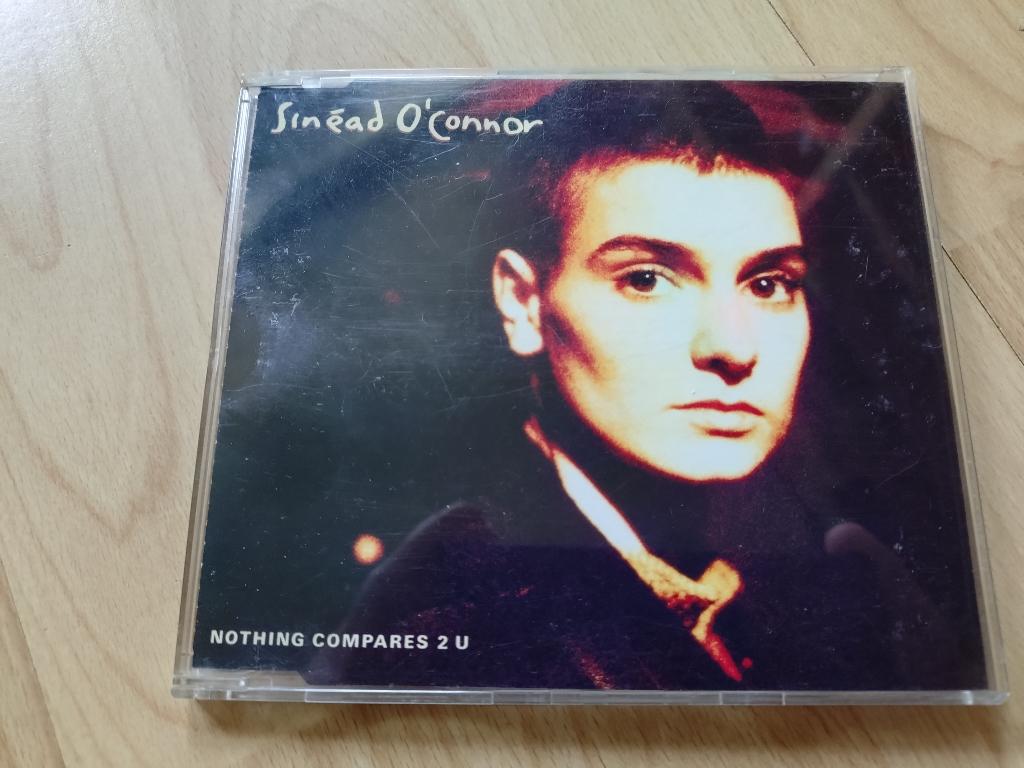 Sinéad O'Connor
NOTHING COMPARES 2 U